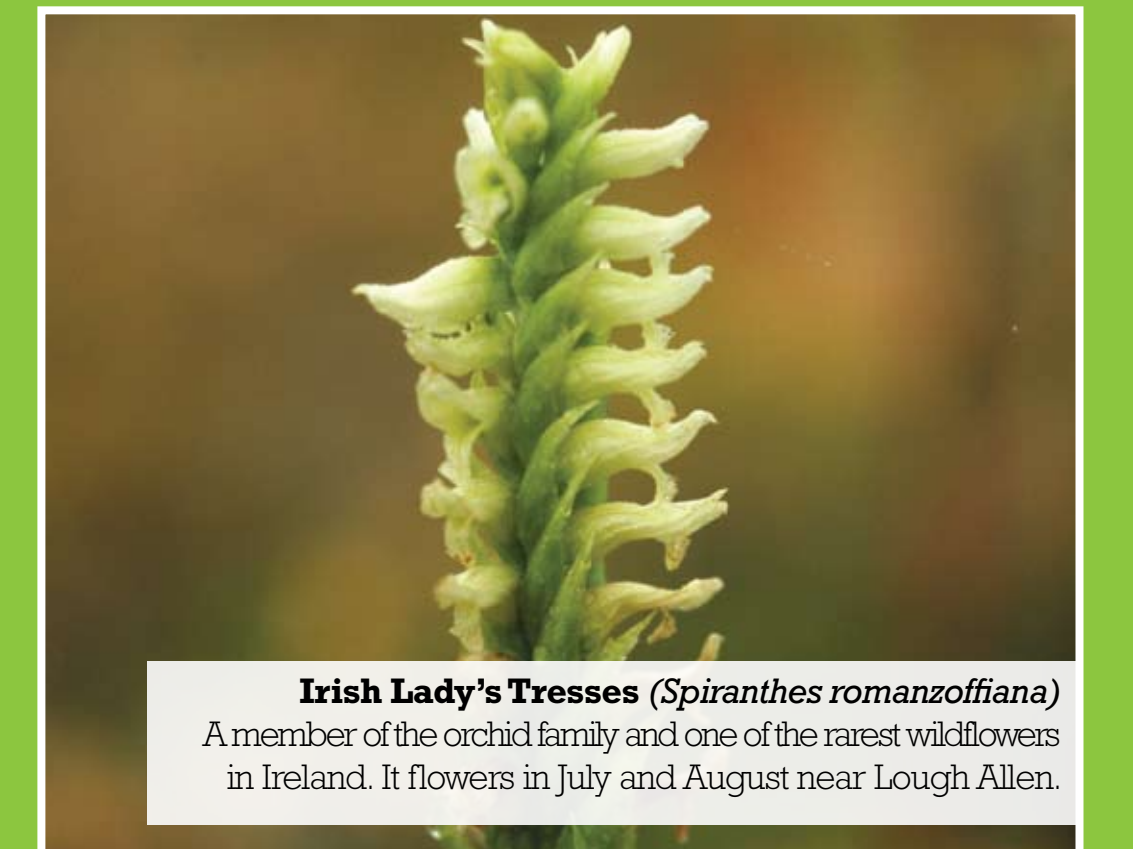 Irish Lady's Tresses (Spiranthes romanzoffiana)
A member of the orchid family and one of the rarest wildflowers
in Ireland. It flowers in July and August near Lough Allen.